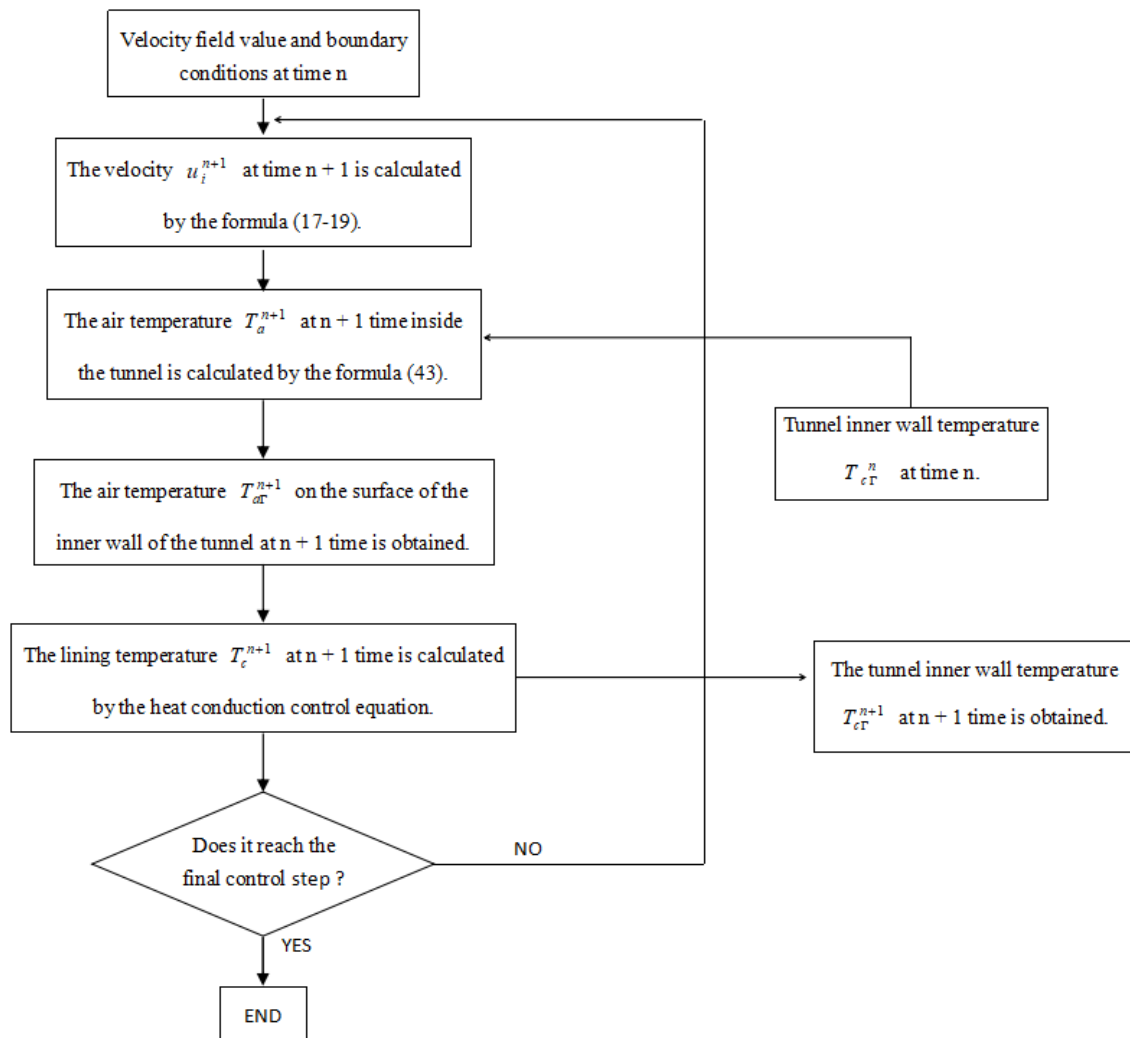 Velocity field value and boundary
conditions at time n
The velocity u_i^{n+1} at time n + 1 is calculated
by the formula (17-19).
The air temperature T_a^{n+1} at n + 1 time inside
the tunnel is calculated by the formula (43).
Tunnel inner wall temperature
T_{cΓ}^{n} at time n.
The air temperature T_{aΓ}^{n+1} on the surface of the
inner wall of the tunnel at n + 1 time is obtained.
The lining temperature T_c^{n+1} at n + 1 time is calculated
by the heat conduction control equation.
The tunnel inner wall temperature
T_{cΓ}^{n+1} at n + 1 time is obtained.
Does it reach the
final control step ?
NO
YES
END